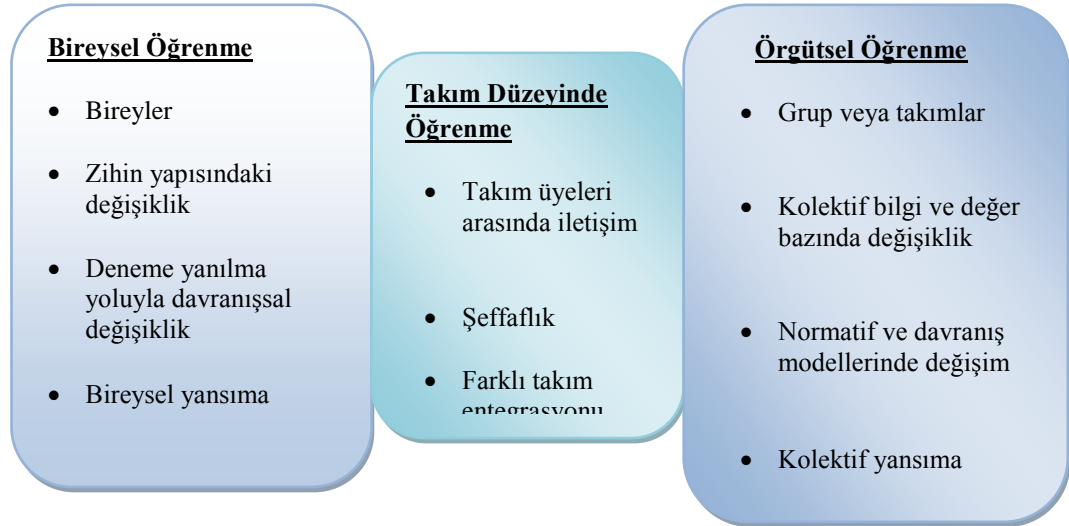 Bireysel Öğrenme
• Bireyler
• Zihin yapısındaki
değişiklik
• Deneme yanılma
yoluyla davranışsal
değişiklik
• Bireysel yansıma
Takım Düzeyinde
Öğrenme
• Takım üyeleri
arasında iletişim
• Şeffaflık
• Farklı takım
entegrasyonu
Örgütsel Öğrenme
• Grup veya takımlar
• Kolektif bilgi ve değer
bazında değişiklik
• Normatif ve davranış
modellerinde değişim
• Kolektif yansıma